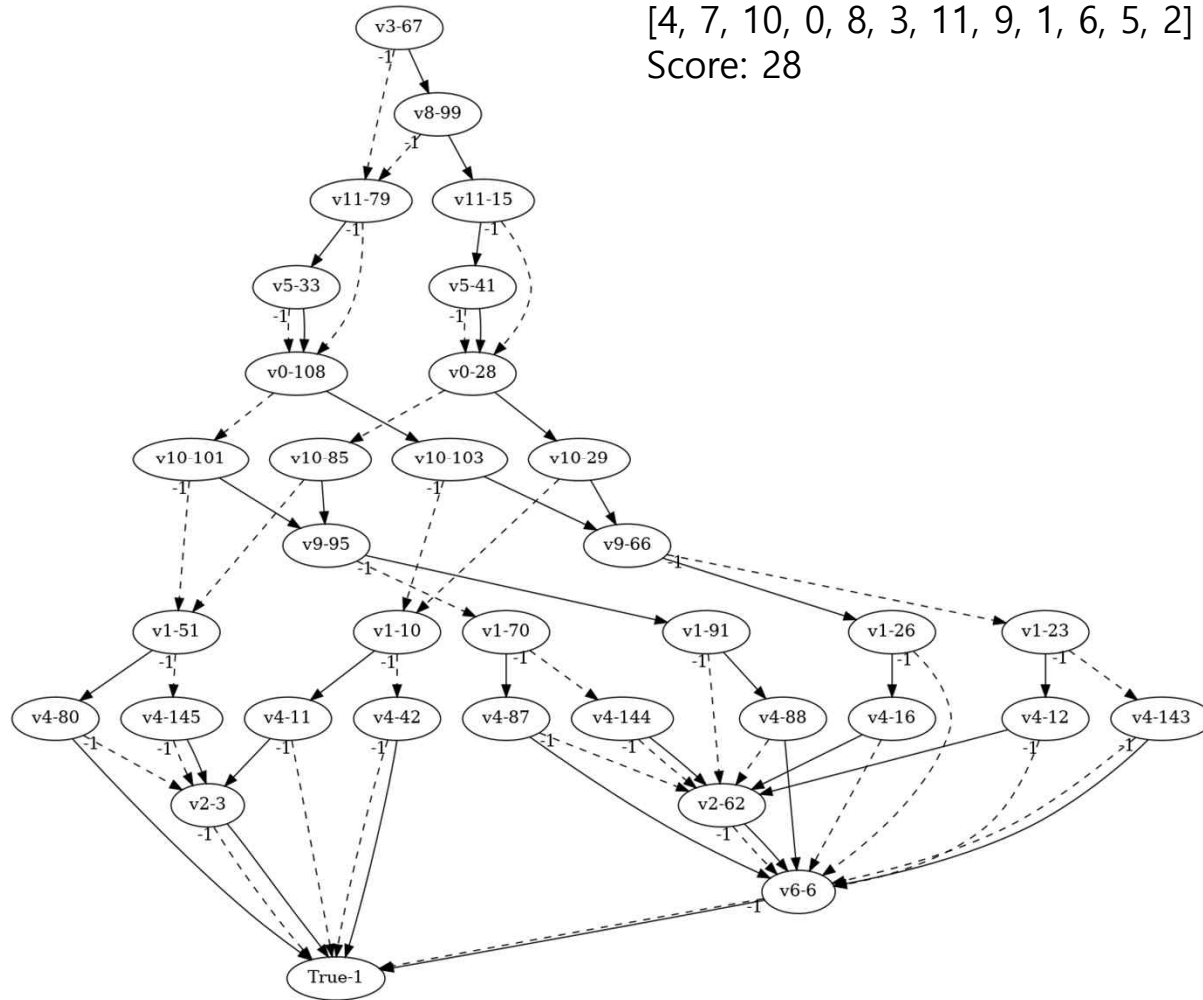 [4, 7, 10, 0, 8, 3, 11, 9, 1, 6, 5, 2]
Score: 28
v3-67
-1
v8-99
-1
v11-79
v11-15
-1
-1
v5-33
v5-41
-1
-1
v0-108
v0-28
v10-101
v10-85
v10-103
v10-29
-1
-1
v9-95
v9-66
-1
-1
v1-51
v1-10
v1-70
v1-91
v1-26
v1-23
-1
-1
-1
-1
-1
-1
v4-80
v4-145
v4-11
v4-42
v4-87
v4-144
v4-88
v4-16
v4-12
v4-143
-1
-1
-1
-1
-1
-1
-1
-1
v2-3
v2-62
-1
-1
v6-6
-1
True-1